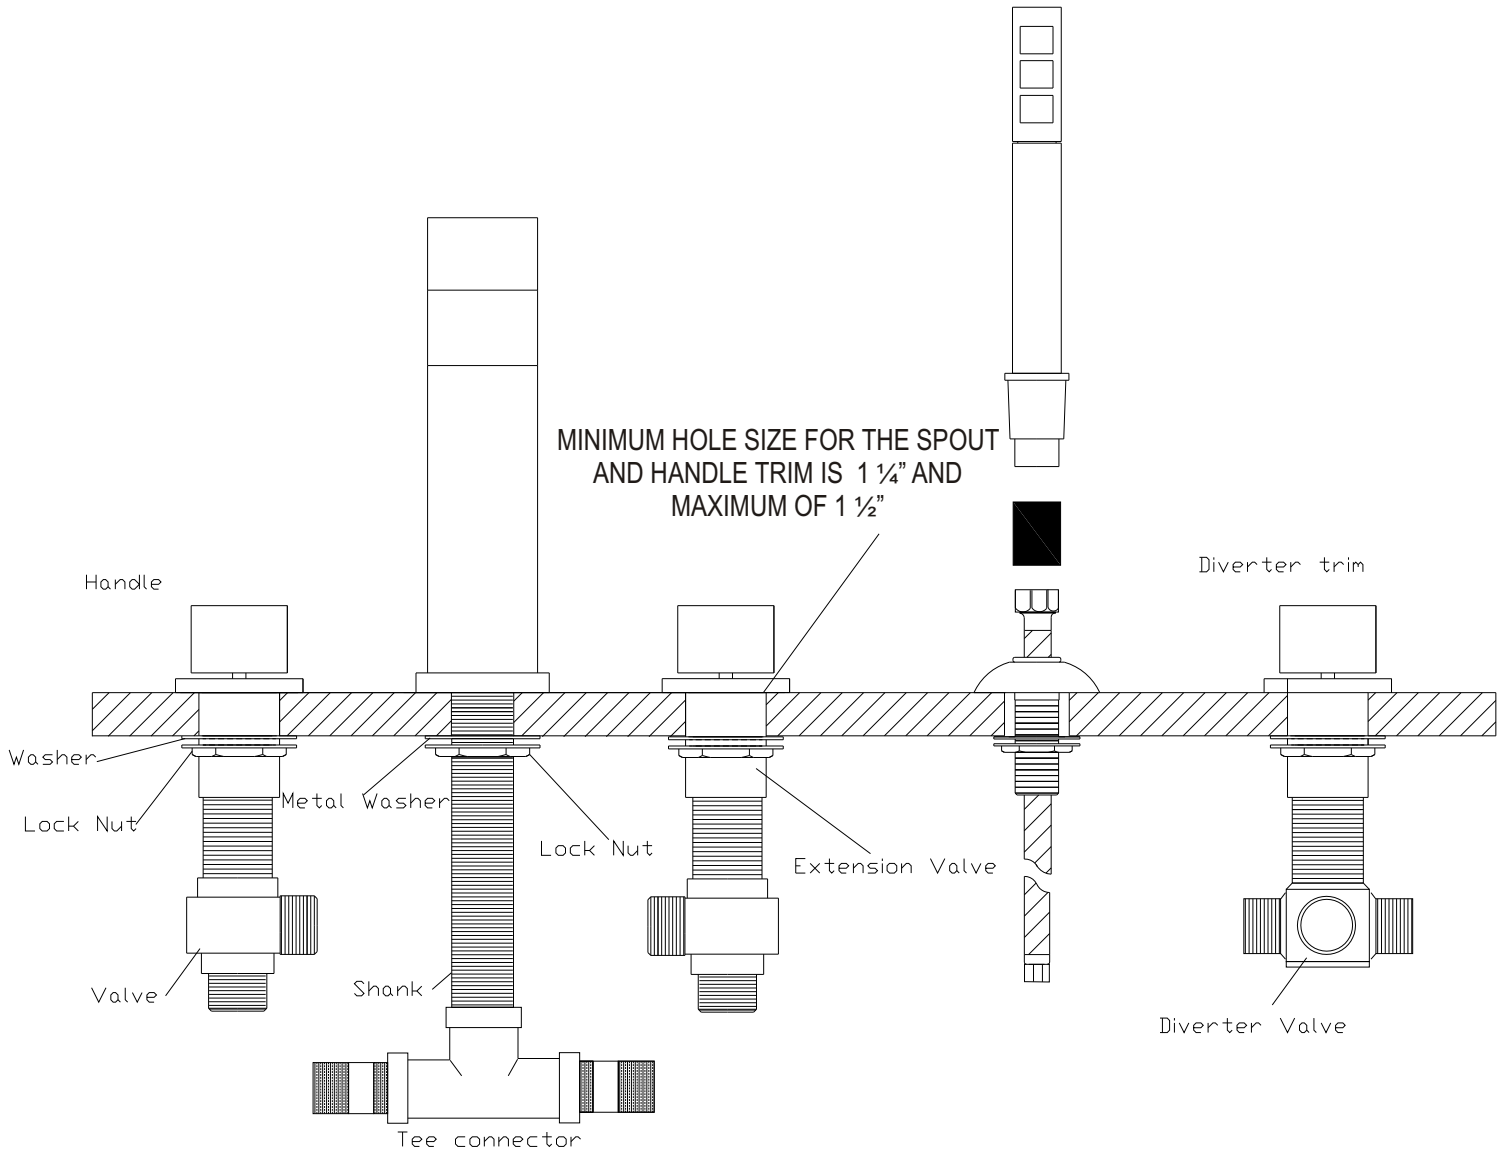 MINIMUM HOLE SIZE FOR THE SPOUT
AND HANDLE TRIM IS 1 ¼” AND
MAXIMUM OF 1 ½”
Handle
Diverter trim
Washer
Metal Washer
Lock Nut
Lock Nut
Extension Valve
Valve
Shank
Diverter Valve
Tee connector